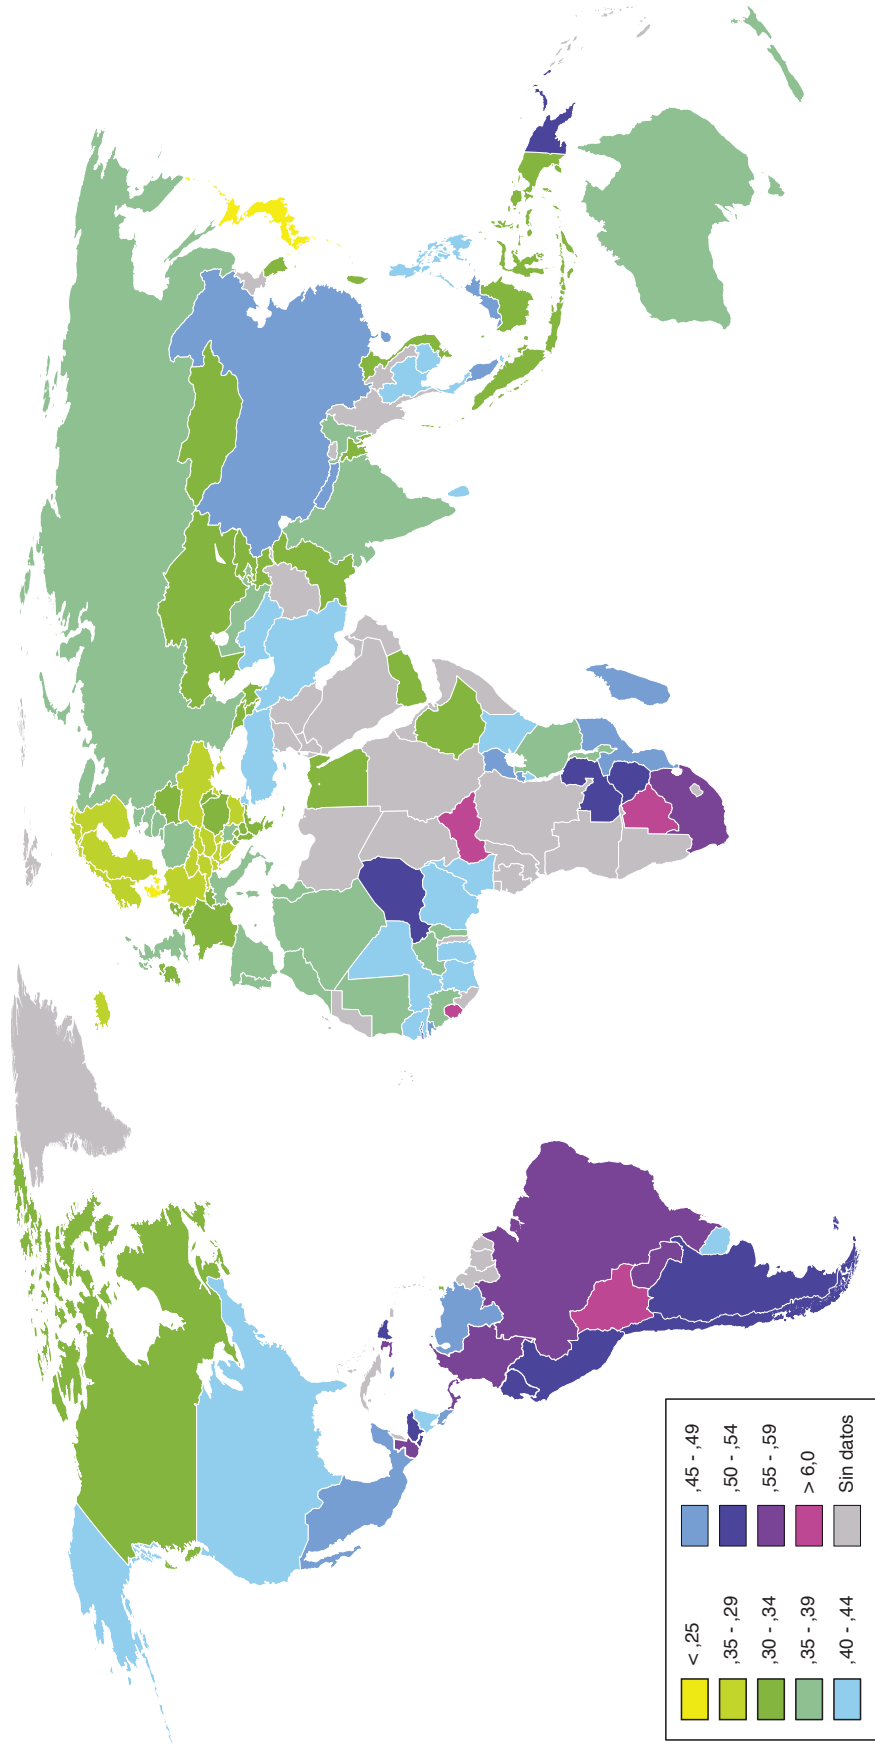 < ,25
,35 - ,29
,30 - ,34
,35 - ,39
,40 - ,44
,45 - ,49
,50 - ,54
,55 - ,59
> 6,0
Sin datos